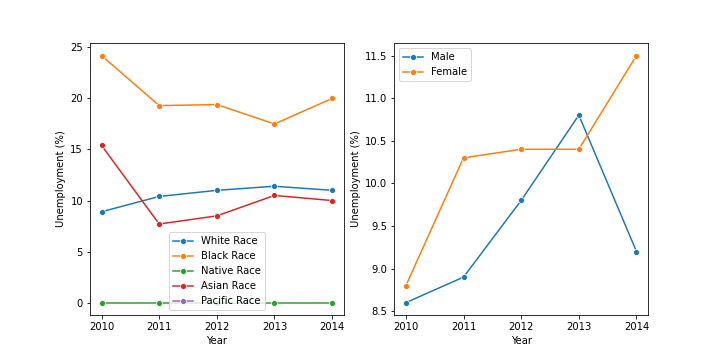 25
20
15
10
5
0
Unemployment (%)
White Race
Black Race
Native Race
Asian Race
Pacific Race
2010 2011 2012 2013 2014
Year
11.5
11.0
10.5
10.0
9.5
9.0
8.5
Unemployment (%)
Male
Female
2010 2011 2012 2013 2014
Year